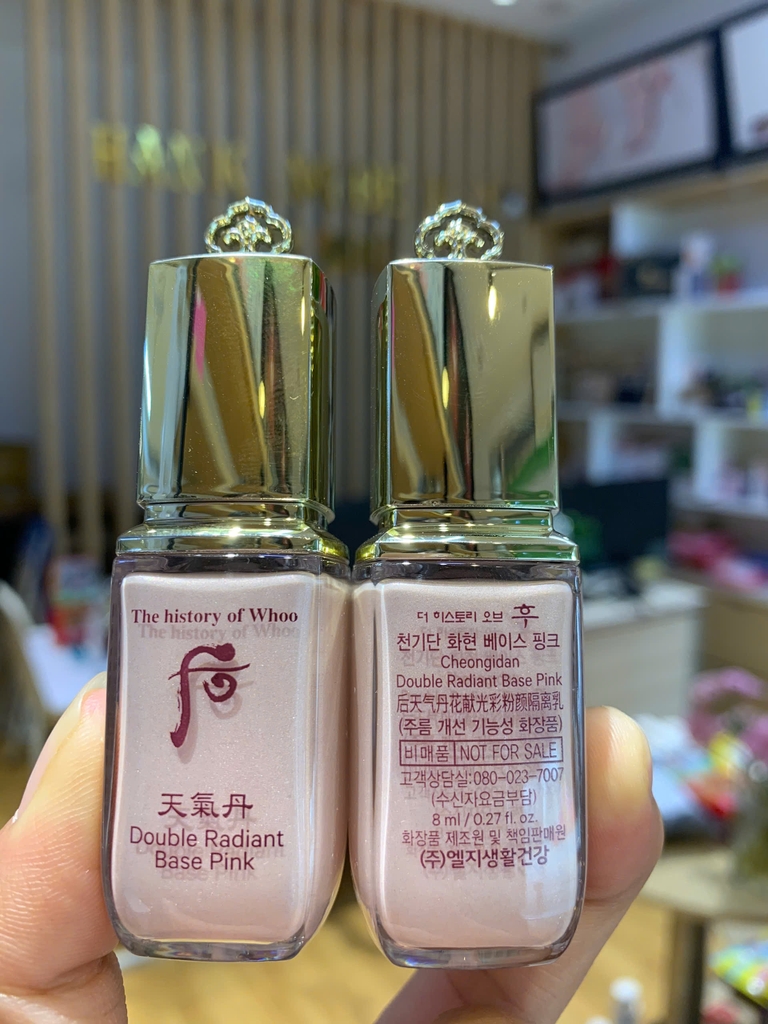 The history of Whoo
后
天氣丹
Double Radiant
Base Pink
더 히스토리 오브 후
천기단 화현 베이스 핑크
Cheongidan
Double Radiant Base Pink
后天气丹花献光彩粉颜隔离乳
(주름 개선 기능성 화장품)
비매품 NOT FOR SALE
고객상담실:080-023-7007
(수신자요금부담)
8 ml / 0.27 fl. oz.
화장품 제조원 및 책임판매원
(주)엘지생활건강